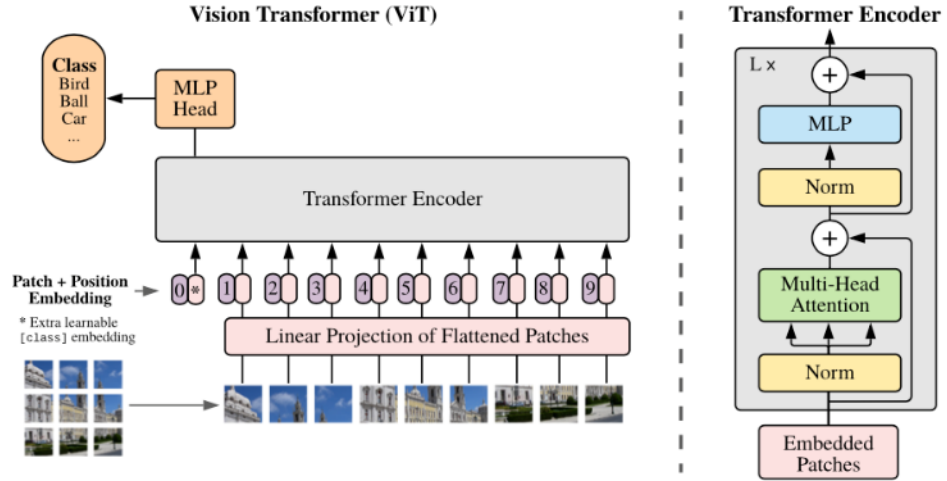 Vision Transformer (ViT)
Class
Bird
Ball
Car
...
MLP
Head
Transformer Encoder
Patch + Position
Embedding
0 * 1 2 3 4 5 6 7 8 9
* Extra learnable
[class] embedding
Linear Projection of Flattened Patches
Transformer Encoder
L x
+
MLP
Norm
+
Multi-Head
Attention
Norm
Embedded
Patches